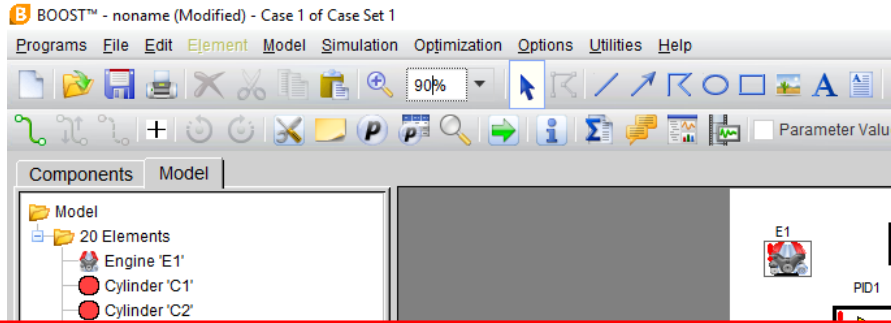 BOOST™ - noname (Modified) - Case 1 of Case Set 1
Programs File Edit Element Model Simulation Optimization Options Utilities Help
90%
A
P
P
i
Σ
Parameter Valu
Components Model
Model
20 Elements
Engine 'E1'
Cylinder 'C1'
Cylinder 'C2'
E1
PID1